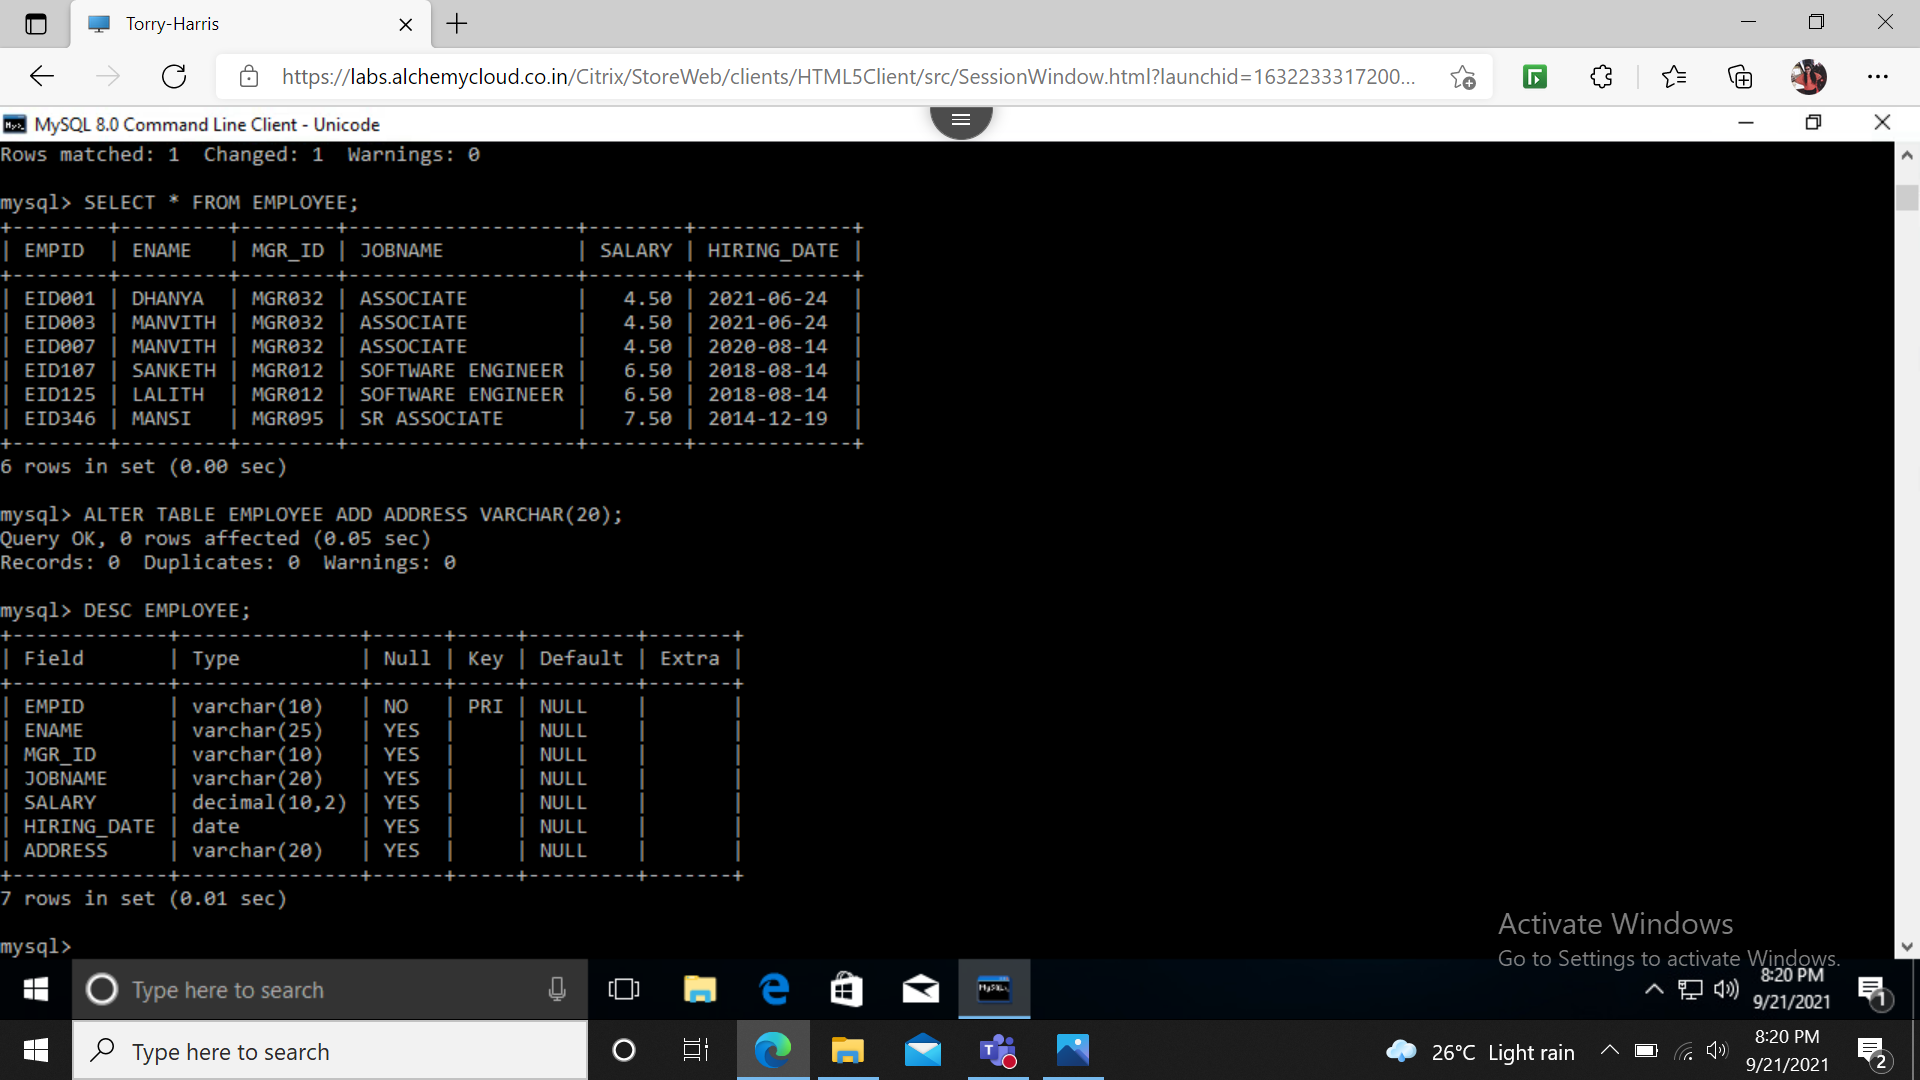 Torry-Harris
https://labs.alchemycloud.co.in/Citrix/StoreWeb/clients/HTML5Client/src/SessionWindow.html?launchid=1632233317200...
MySQL 8.0 Command Line Client - Unicode
Rows matched: 1  Changed: 1  Warnings: 0
mysql> SELECT * FROM EMPLOYEE;
+--------+---------+--------+-------------------+--------+-------------+
| EMPID  | ENAME   | MGR_ID | JOBNAME           | SALARY | HIRING_DATE |
+--------+---------+--------+-------------------+--------+-------------+
| EID001 | DHANYA  | MGR032 | ASSOCIATE         |   4.50 | 2021-06-24  |
| EID003 | MANVITH | MGR032 | ASSOCIATE         |   4.50 | 2021-06-24  |
| EID007 | MANVITH | MGR032 | ASSOCIATE         |   4.50 | 2020-08-14  |
| EID107 | SANKETH | MGR012 | SOFTWARE ENGINEER |   6.50 | 2018-08-14  |
| EID125 | LALITH  | MGR012 | SOFTWARE ENGINEER |   6.50 | 2018-08-14  |
| EID346 | MANSI   | MGR095 | SR ASSOCIATE      |   7.50 | 2014-12-19  |
+--------+---------+--------+-------------------+--------+-------------+
6 rows in set (0.00 sec)
mysql> ALTER TABLE EMPLOYEE ADD ADDRESS VARCHAR(20);
Query OK, 0 rows affected (0.05 sec)
Records: 0  Duplicates: 0  Warnings: 0
mysql> DESC EMPLOYEE;
+-------------+---------------+------+-----+---------+-------+
| Field       | Type          | Null | Key | Default | Extra |
+-------------+---------------+------+-----+---------+-------+
| EMPID       | varchar(10)   | NO   | PRI | NULL    |       |
| ENAME       | varchar(25)   | YES  |     | NULL    |       |
| MGR_ID      | varchar(10)   | YES  |     | NULL    |       |
| JOBNAME     | varchar(20)   | YES  |     | NULL    |       |
| SALARY      | decimal(10,2) | YES  |     | NULL    |       |
| HIRING_DATE | date          | YES  |     | NULL    |       |
| ADDRESS     | varchar(20)   | YES  |     | NULL    |       |
+-------------+---------------+------+-----+---------+-------+
7 rows in set (0.01 sec)
mysql>
Activate Windows
Go to Settings to activate Windows.
Type here to search
8:20 PM
9/21/2021
1
Type here to search
26°C Light rain
8:20 PM
9/21/2021
2